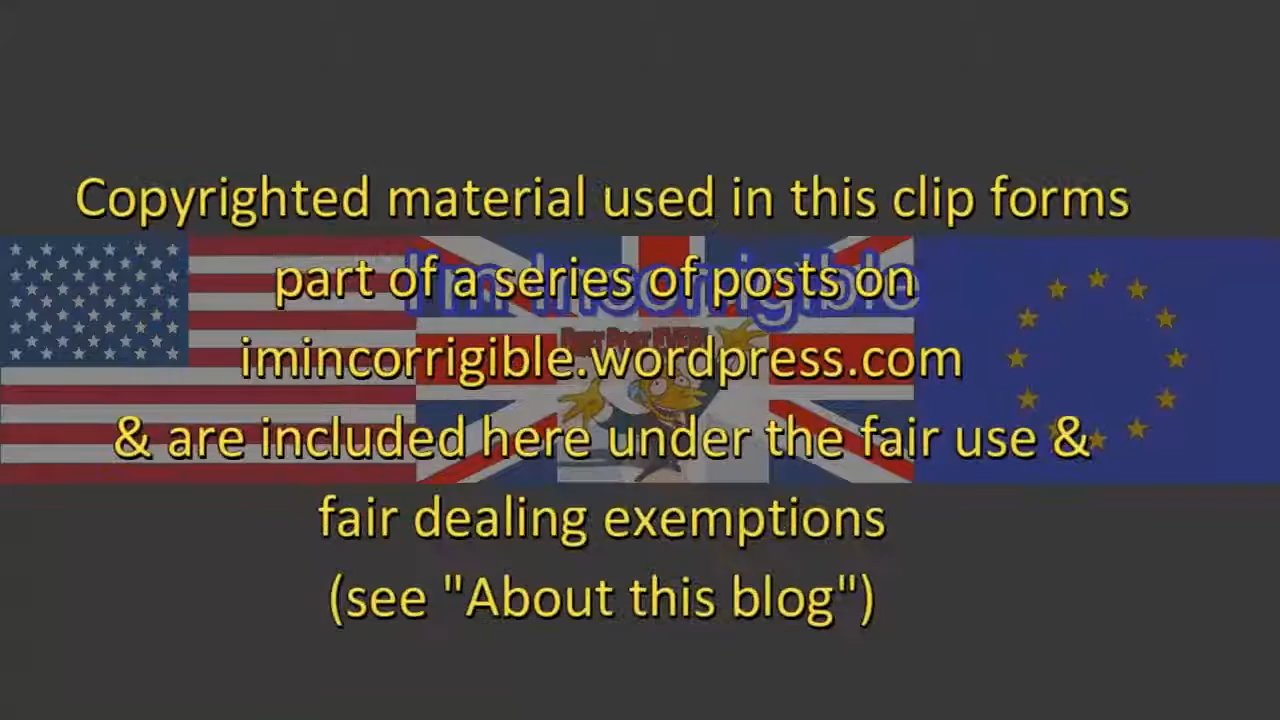 Copyrighted material used in this clip forms
part of a series of posts on
I'm Incorrigible
imincorrigible.wordpress.com
& are included here under the fair use &
fair dealing exemptions
(see "About this blog")